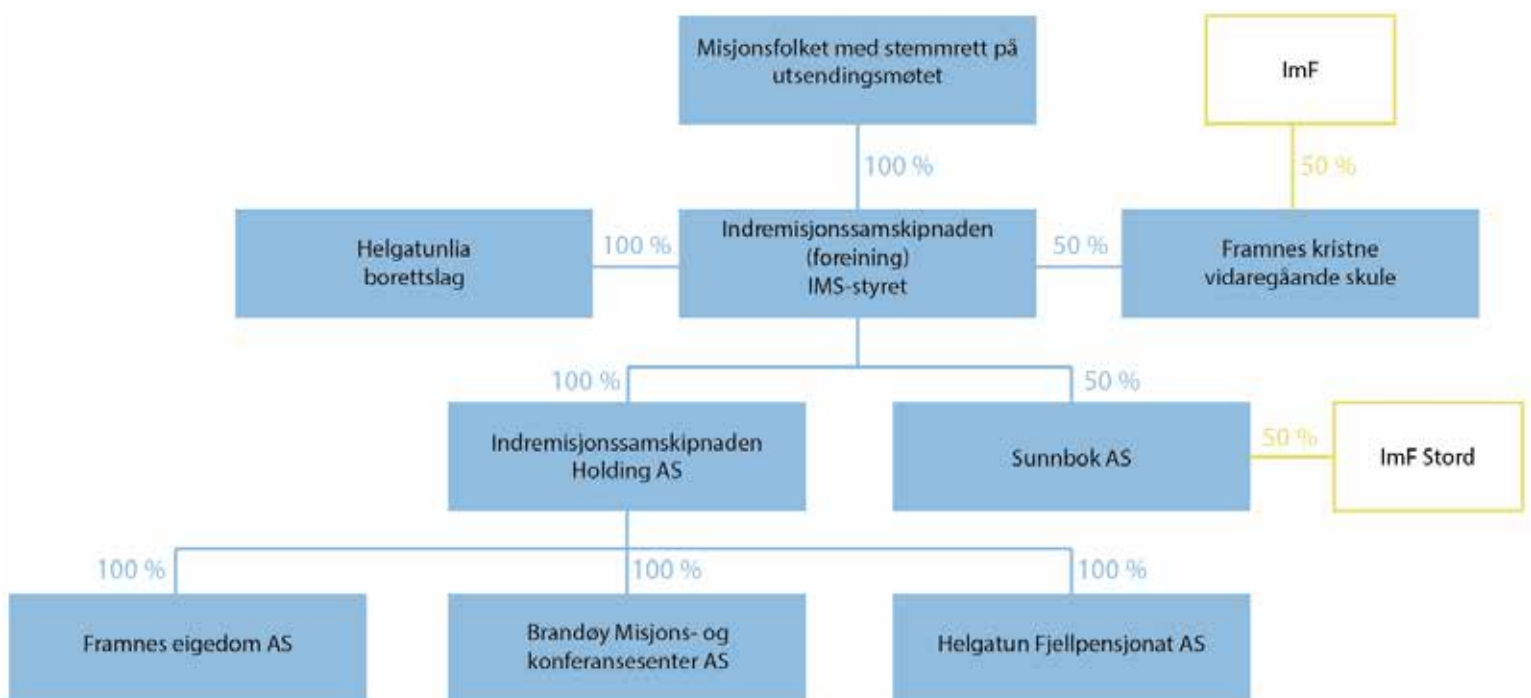 Misjonsfolket med stemmrett på
utsendingsmøtet
ImF
100 %
50 %
Helgatunlia
borettslag
100 %
Indremisjonssamskipnaden
(foreining)
IMS-styret
50 %
Framnes kristne
vidaregåande skule
100 %
50 %
Indremisjonssamskipnaden
Holding AS
Sunnbok AS
50 %
ImF Stord
100 %
100 %
100 %
Framnes eigedom AS
Brandøy Misjons- og
konferansesenter AS
Helgatun Fjellpensjonat AS